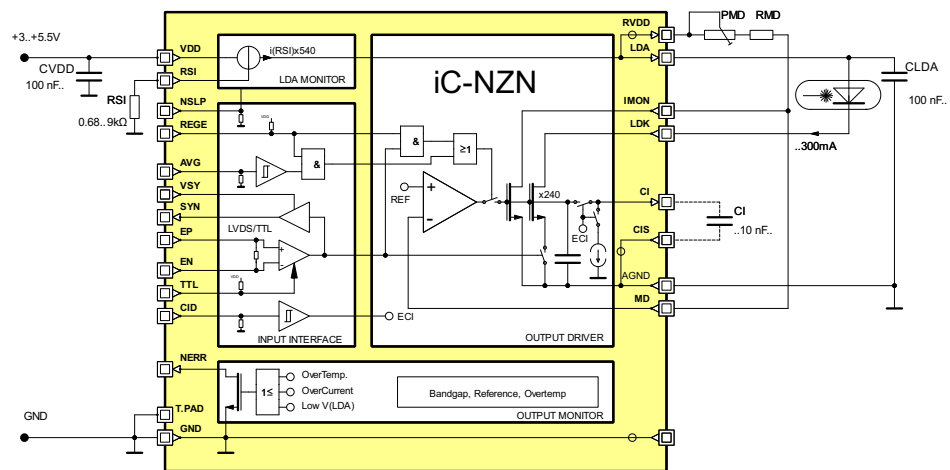 +3..+5.5V
CVDD
100 nF..
RSI
0.68..9kΩ
GND
VDD
RSI
NSLP
REGE
AVG
VSY
SYN
EP
EN
TTL
CID
NERR
T.PAD
GND
i(RSI)x540
LDA MONITOR
VDD
&
LVDS/TTL
+
-
VDD
INPUT INTERFACE
ECI
iC-NZN
&
≥1
REF
+
-
x240
ECI
OUTPUT DRIVER
1≤
OverTemp.
OverCurrent
Low V(LDA)
Bandgap, Reference, Overtemp
OUTPUT MONITOR
RVDD
LDA
IMON
LDK
CI
CIS
AGND
MD
PMD
RMD
CLDA
100 nF..
..300mA
CI
..10 nF..